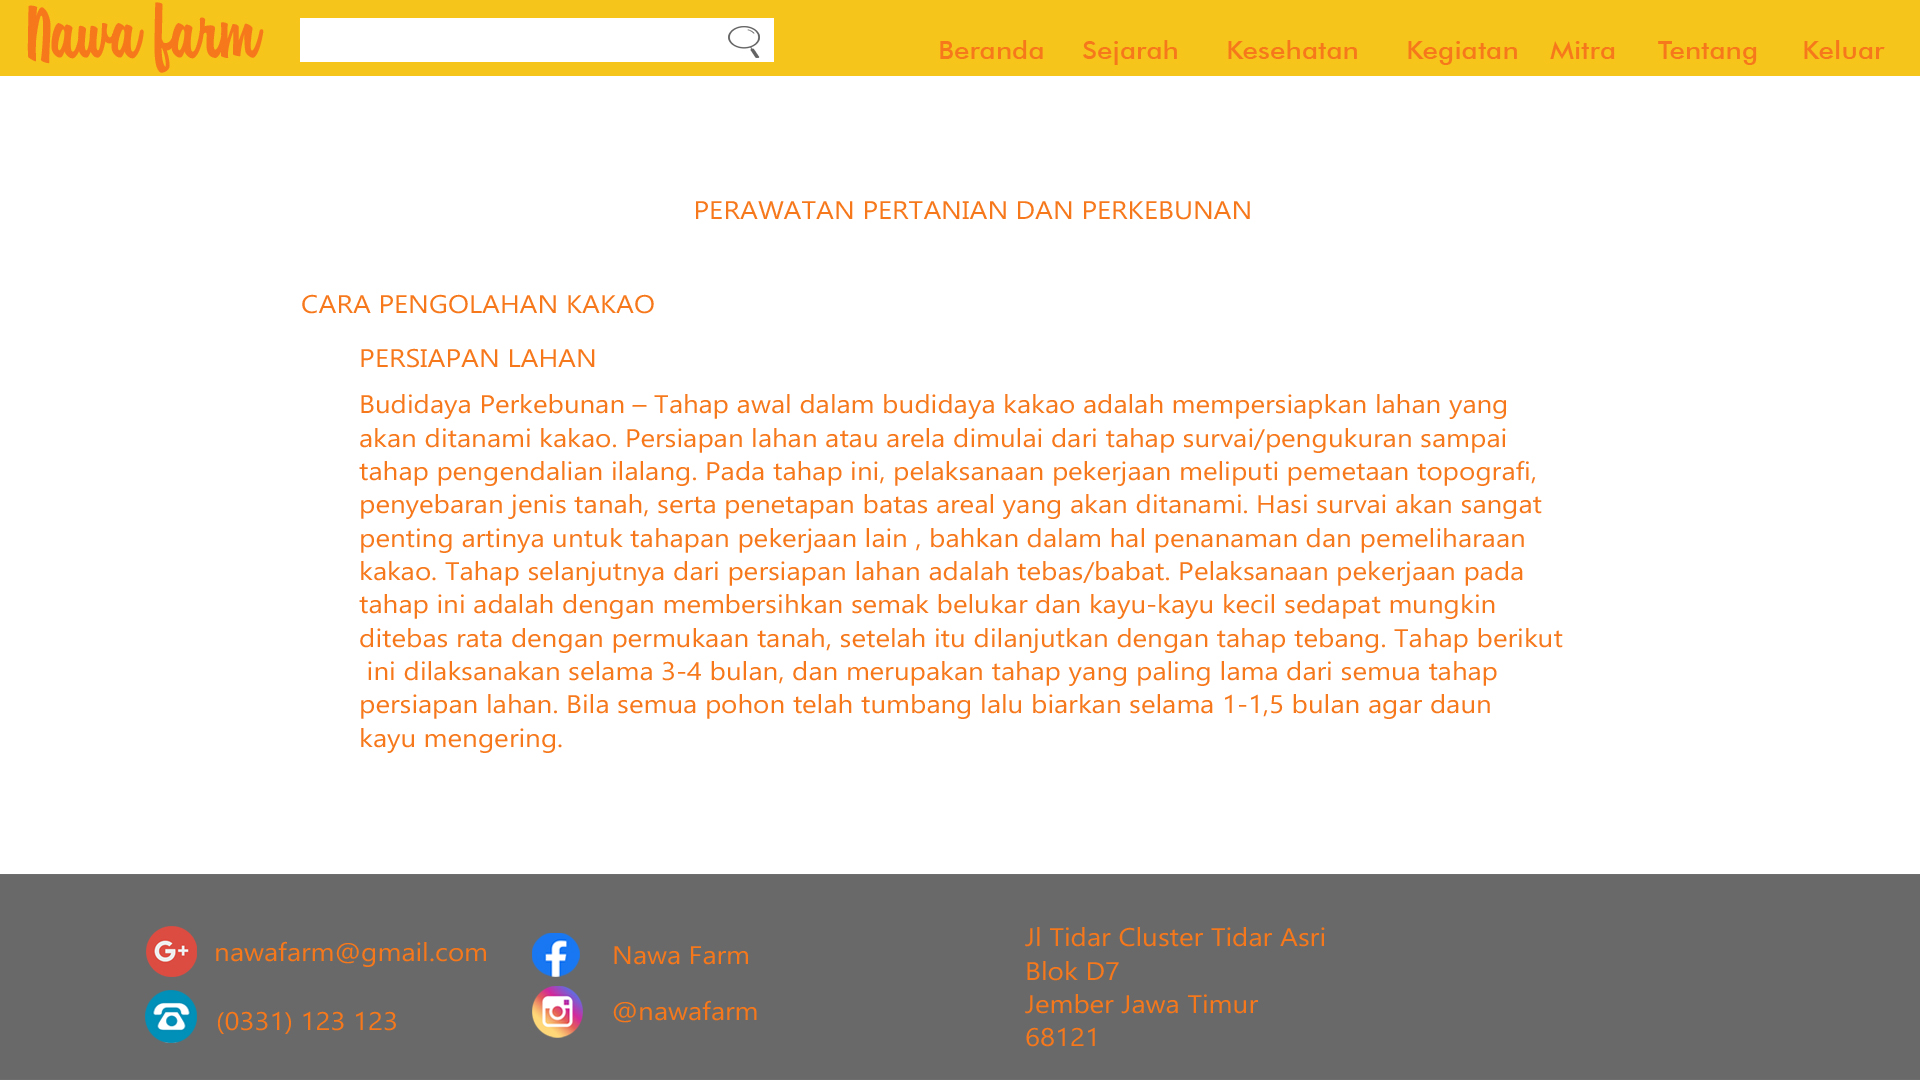 Nawa farm
Beranda Sejarah Kesehatan Kegiatan Mitra Tentang Keluar
PERAWATAN PERTANIAN DAN PERKEBUNAN
CARA PENGOLAHAN KAKAO
PERSIAPAN LAHAN
Budidaya Perkebunan – Tahap awal dalam budidaya kakao adalah mempersiapkan lahan yang
akan ditanami kakao. Persiapan lahan atau arela dimulai dari tahap survai/pengukuran sampai
tahap pengendalian ilalang. Pada tahap ini, pelaksanaan pekerjaan meliputi pemetaan topografi,
penyebaran jenis tanah, serta penetapan batas areal yang akan ditanami. Hasi survai akan sangat
penting artinya untuk tahapan pekerjaan lain , bahkan dalam hal penanaman dan pemeliharaan
kakao. Tahap selanjutnya dari persiapan lahan adalah tebas/babat. Pelaksanaan pekerjaan pada
tahap ini adalah dengan membersihkan semak belukar dan kayu-kayu kecil sedapat mungkin
ditebas rata dengan permukaan tanah, setelah itu dilanjutkan dengan tahap tebang. Tahap berikut
ini dilaksanakan selama 3-4 bulan, dan merupakan tahap yang paling lama dari semua tahap
persiapan lahan. Bila semua pohon telah tumbang lalu biarkan selama 1-1,5 bulan agar daun
kayu mengering.
G+ nawafarm@gmail.com
(0331) 123 123
f Nawa Farm
@nawafarm
Jl Tidar Cluster Tidar Asri
Blok D7
Jember Jawa Timur
68121